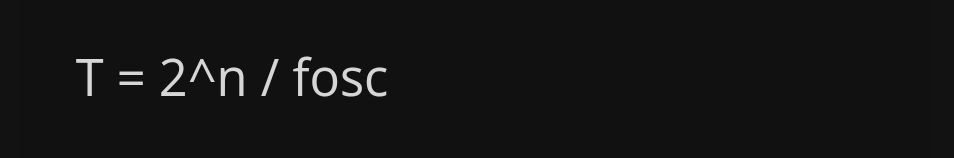 T = 2^n / fosc